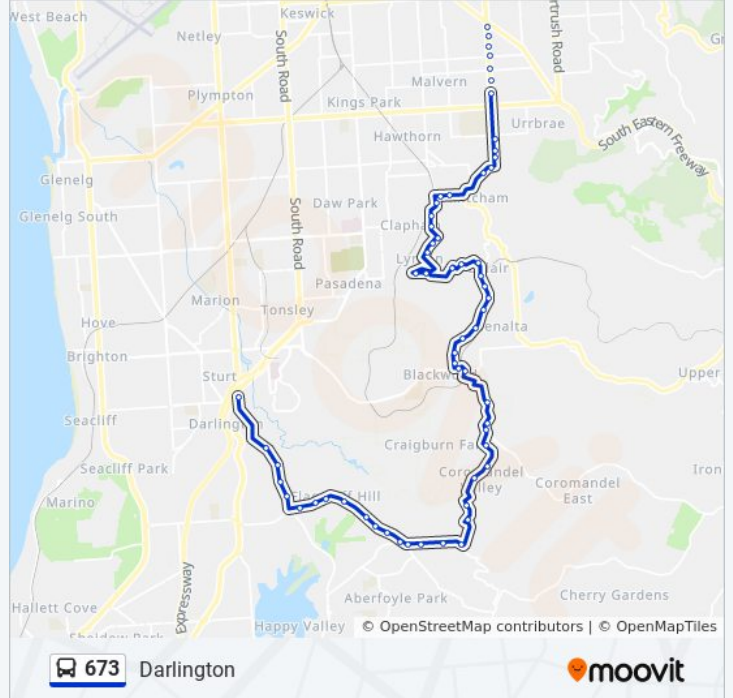 West Beach
Keswick
Netley
South Road
Malvern
Plympton
Kings Park
Urrbrae
Hawthorn
South Eastern Freeway
Glenelg
Daw Park
Glenelg South
South Road
Pasadena
Marion
Tonsley
Hove
Brighton
Sturt
Upper
Seacliff
Craigburn
Seacliff Park
Coromandel
East
Iron
Marino
Expressway
Hallett Cove
Aberfoyle Park
Cherry Gardens
Happy Valley
© OpenStreetMap contributors | © OpenMapTiles
673 Darlington
moovit